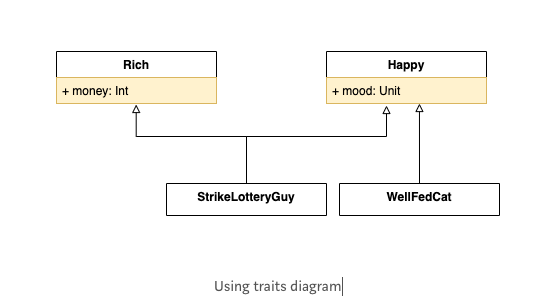 Rich
Happy
+ money: Int
+ mood: Unit
StrikeLotteryGuy
WellFedCat
Using traits diagram